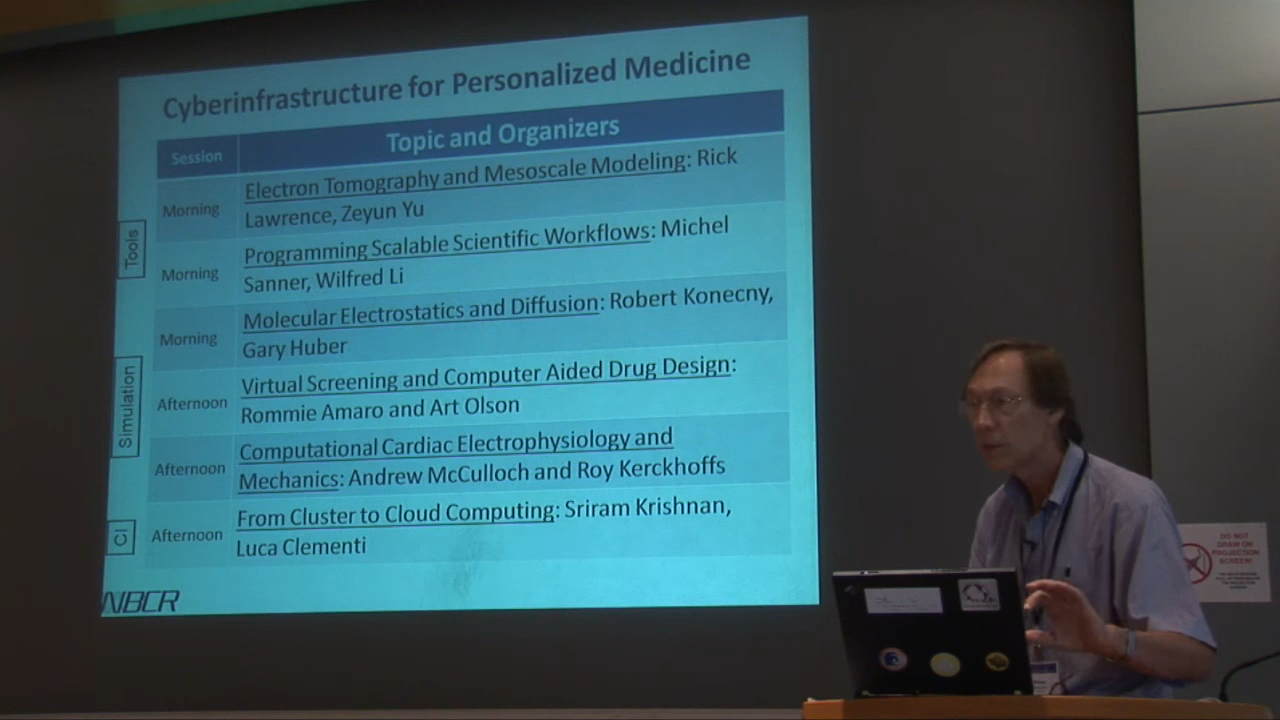 Cyberinfrastructure for Personalized Medicine
Session
Topic and Organizers
Tools
Morning
Electron Tomography and Mesoscale Modeling: Rick
Lawrence, Zeyun Yu
Morning
Programming Scalable Scientific Workflows: Michel
Sanner, Wilfred Li
Morning
Molecular Electrostatics and Diffusion: Robert Konecny,
Gary Huber
Simulation
Afternoon
Virtual Screening and Computer Aided Drug Design:
Rommie Amaro and Art Olson
Afternoon
Computational Cardiac Electrophysiology and
Mechanics: Andrew McCulloch and Roy Kerckhoffs
CI
Afternoon
From Cluster to Cloud Computing: Sriram Krishnan,
Luca Clementi
NBCR
DO NOT
DRAW ON
PROJECTION
SCREEN!